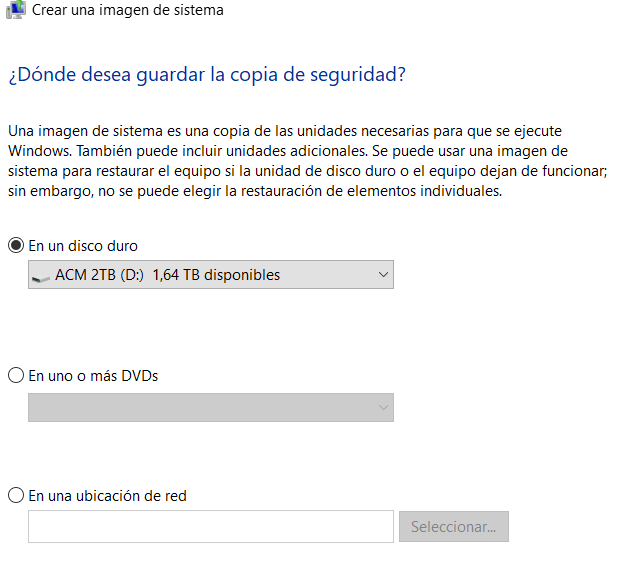 Crear una imagen de sistema
¿Dónde desea guardar la copia de seguridad?
Una imagen de sistema es una copia de las unidades necesarias para que se ejecute
Windows. También puede incluir unidades adicionales. Se puede usar una imagen de
sistema para restaurar el equipo si la unidad de disco duro o el equipo dejan de funcionar;
sin embargo, no se puede elegir la restauración de elementos individuales.
En un disco duro
ACM 2TB (D:)  1,64 TB disponibles
En uno o más DVDs
En una ubicación de red
Seleccionar...